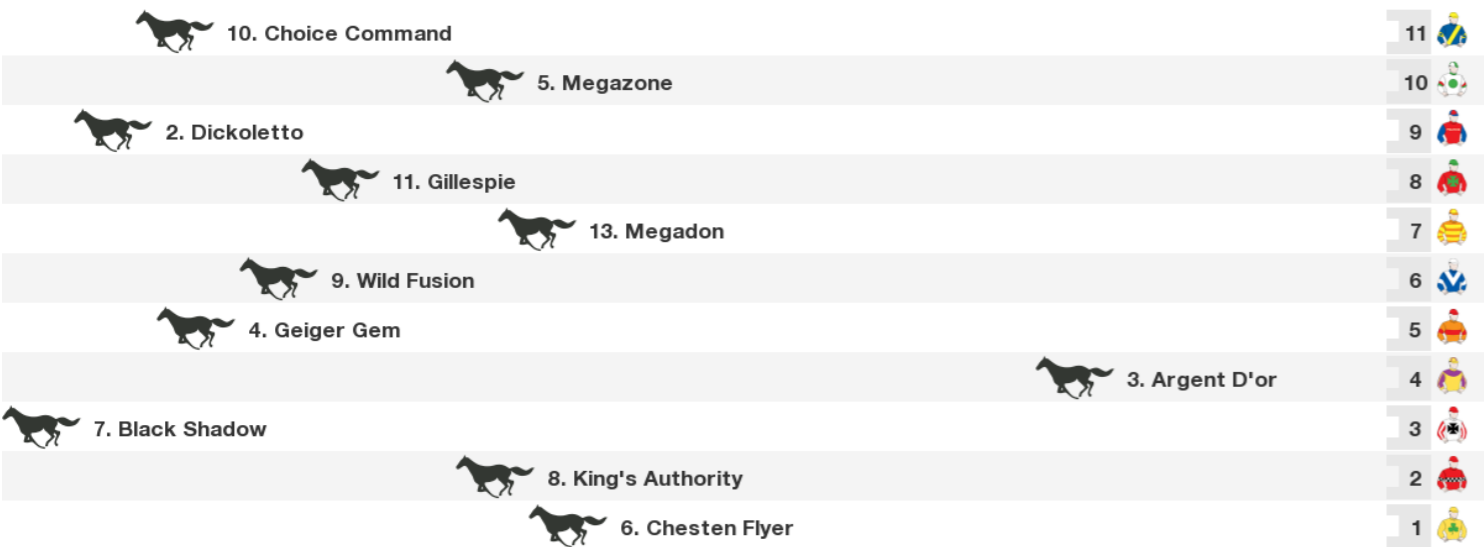 10. Choice Command 11
5. Megazone 10
2. Dickoletto 9
11. Gillespie 8
13. Megadon 7
9. Wild Fusion 6
4. Geiger Gem 5
3. Argent D'or 4
7. Black Shadow 3
8. King's Authority 2
6. Chesten Flyer 1